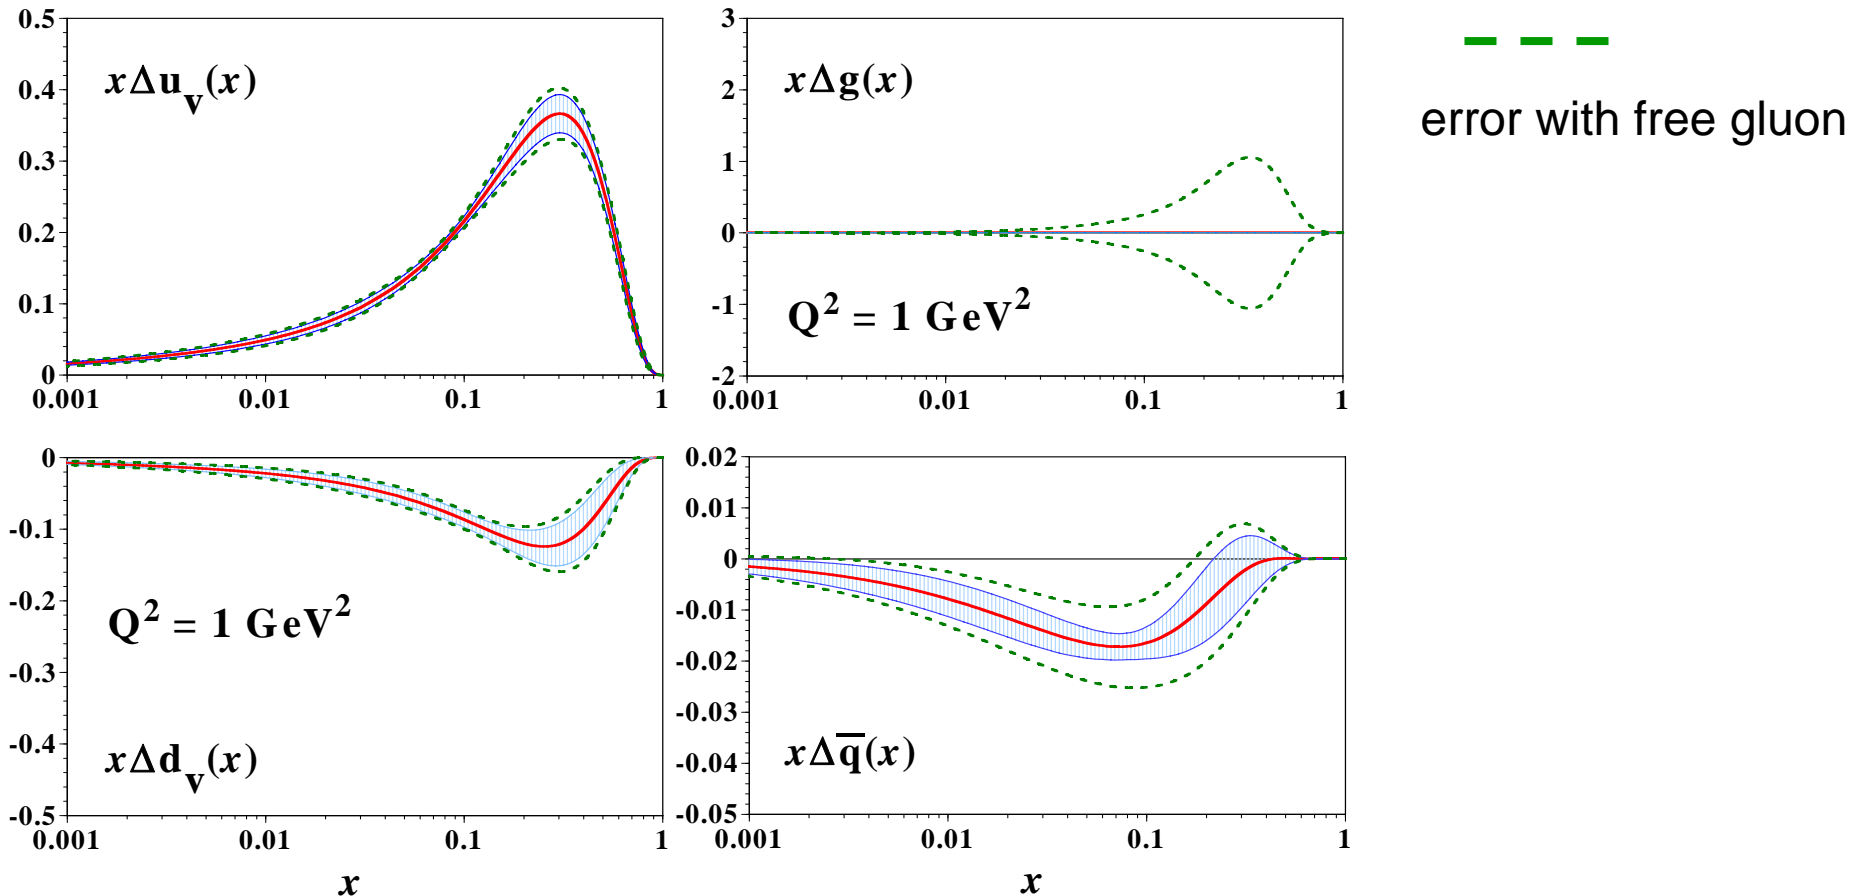 0.5
0.4
0.3
0.2
0.1
0
xΔu_v(x)
0.001 0.01 0.1 1
3
2
1
0
-1
-2
xΔg(x)
Q² = 1 GeV²
0.001 0.01 0.1 1
error with free gluon
0
-0.1
-0.2
-0.3
-0.4
-0.5
Q² = 1 GeV²
xΔd_v(x)
0.001 0.01 0.1 1
x
0.02
0.01
0
-0.01
-0.02
-0.03
-0.04
-0.05
xΔq̅(x)
0.001 0.01 0.1 1
x